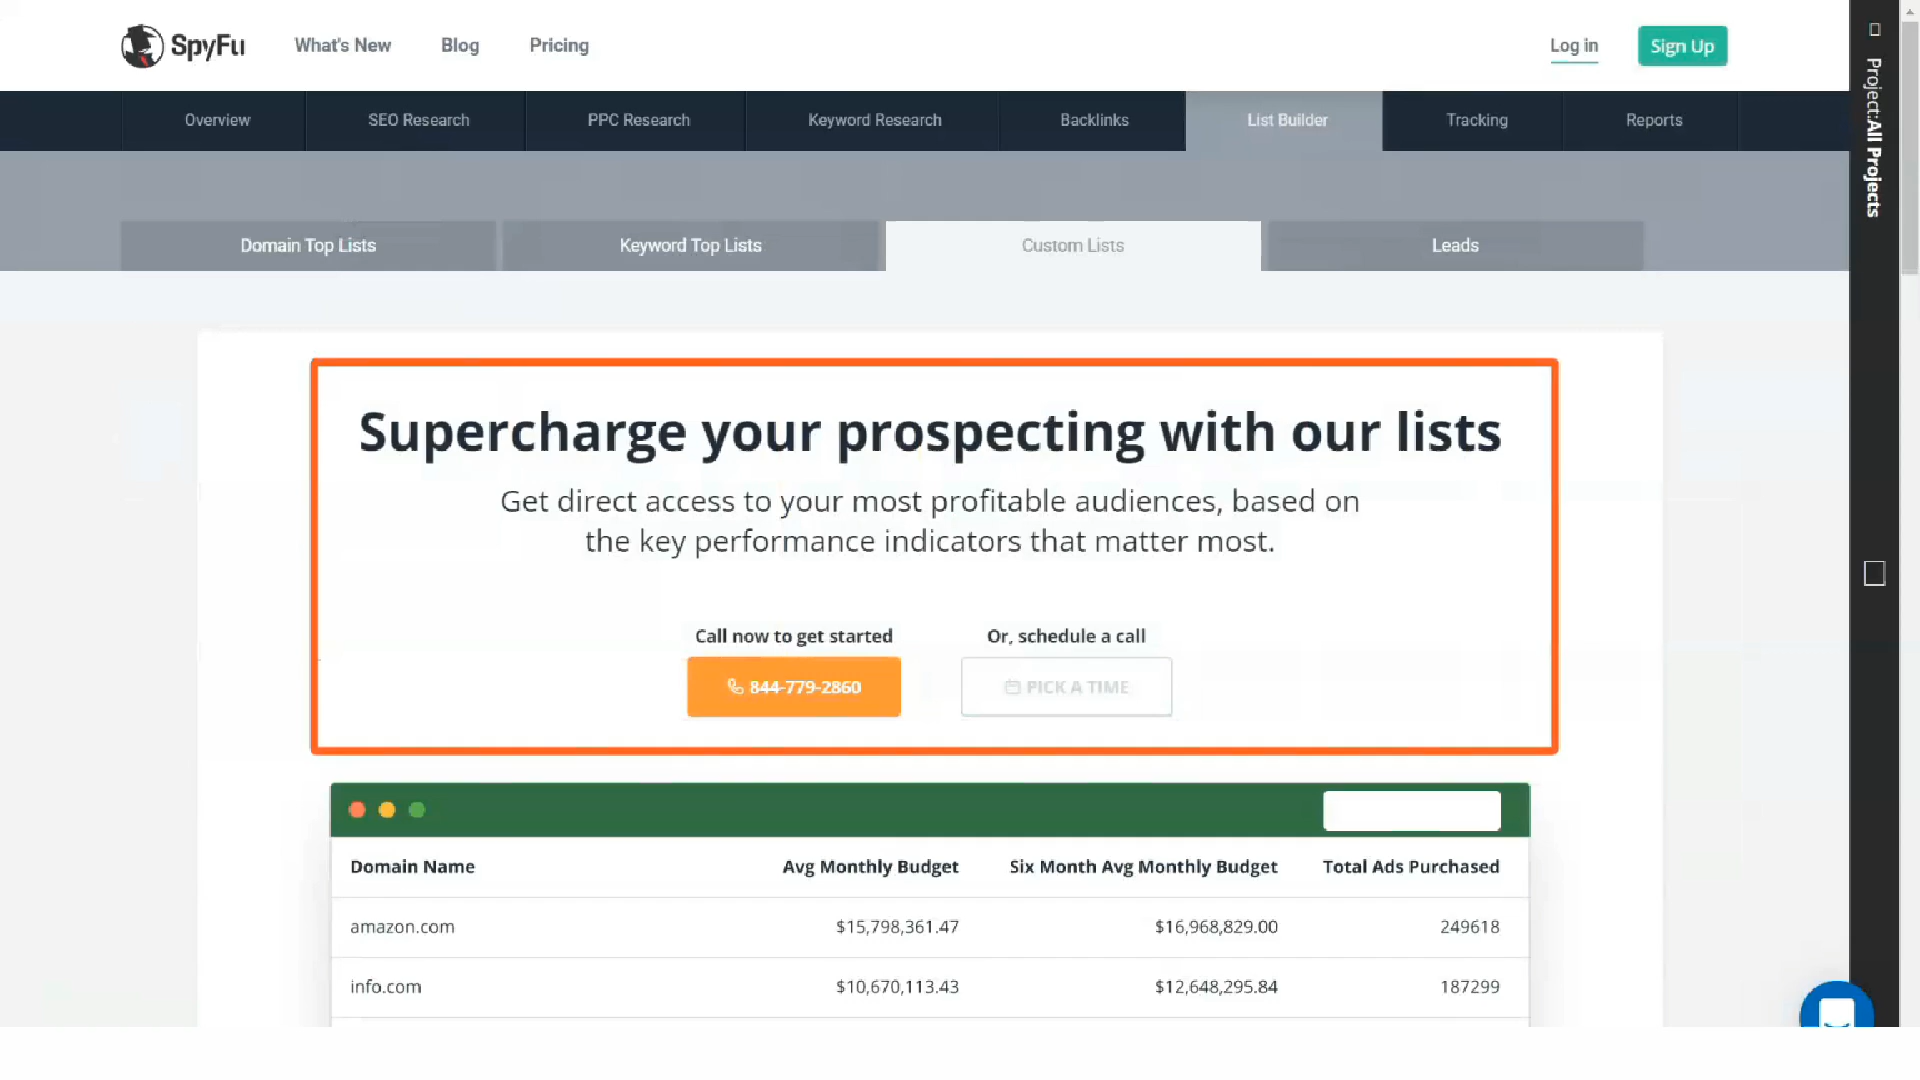 SpyFu
What's New
Blog
Pricing
Log in
Sign Up
Overview
SEO Research
PPC Research
Keyword Research
Backlinks
List Builder
Tracking
Reports
Project:All Projects
Domain Top Lists
Keyword Top Lists
Custom Lists
Leads
Supercharge your prospecting with our lists
Get direct access to your most profitable audiences, based on
the key performance indicators that matter most.
Call now to get started
844-779-2860
Or, schedule a call
PICK A TIME
Domain Name Avg Monthly Budget Six Month Avg Monthly Budget Total Ads Purchased
amazon.com $15,798,361.47 $16,968,829.00 249618
info.com $10,670,113.43 $12,648,295.84 187299